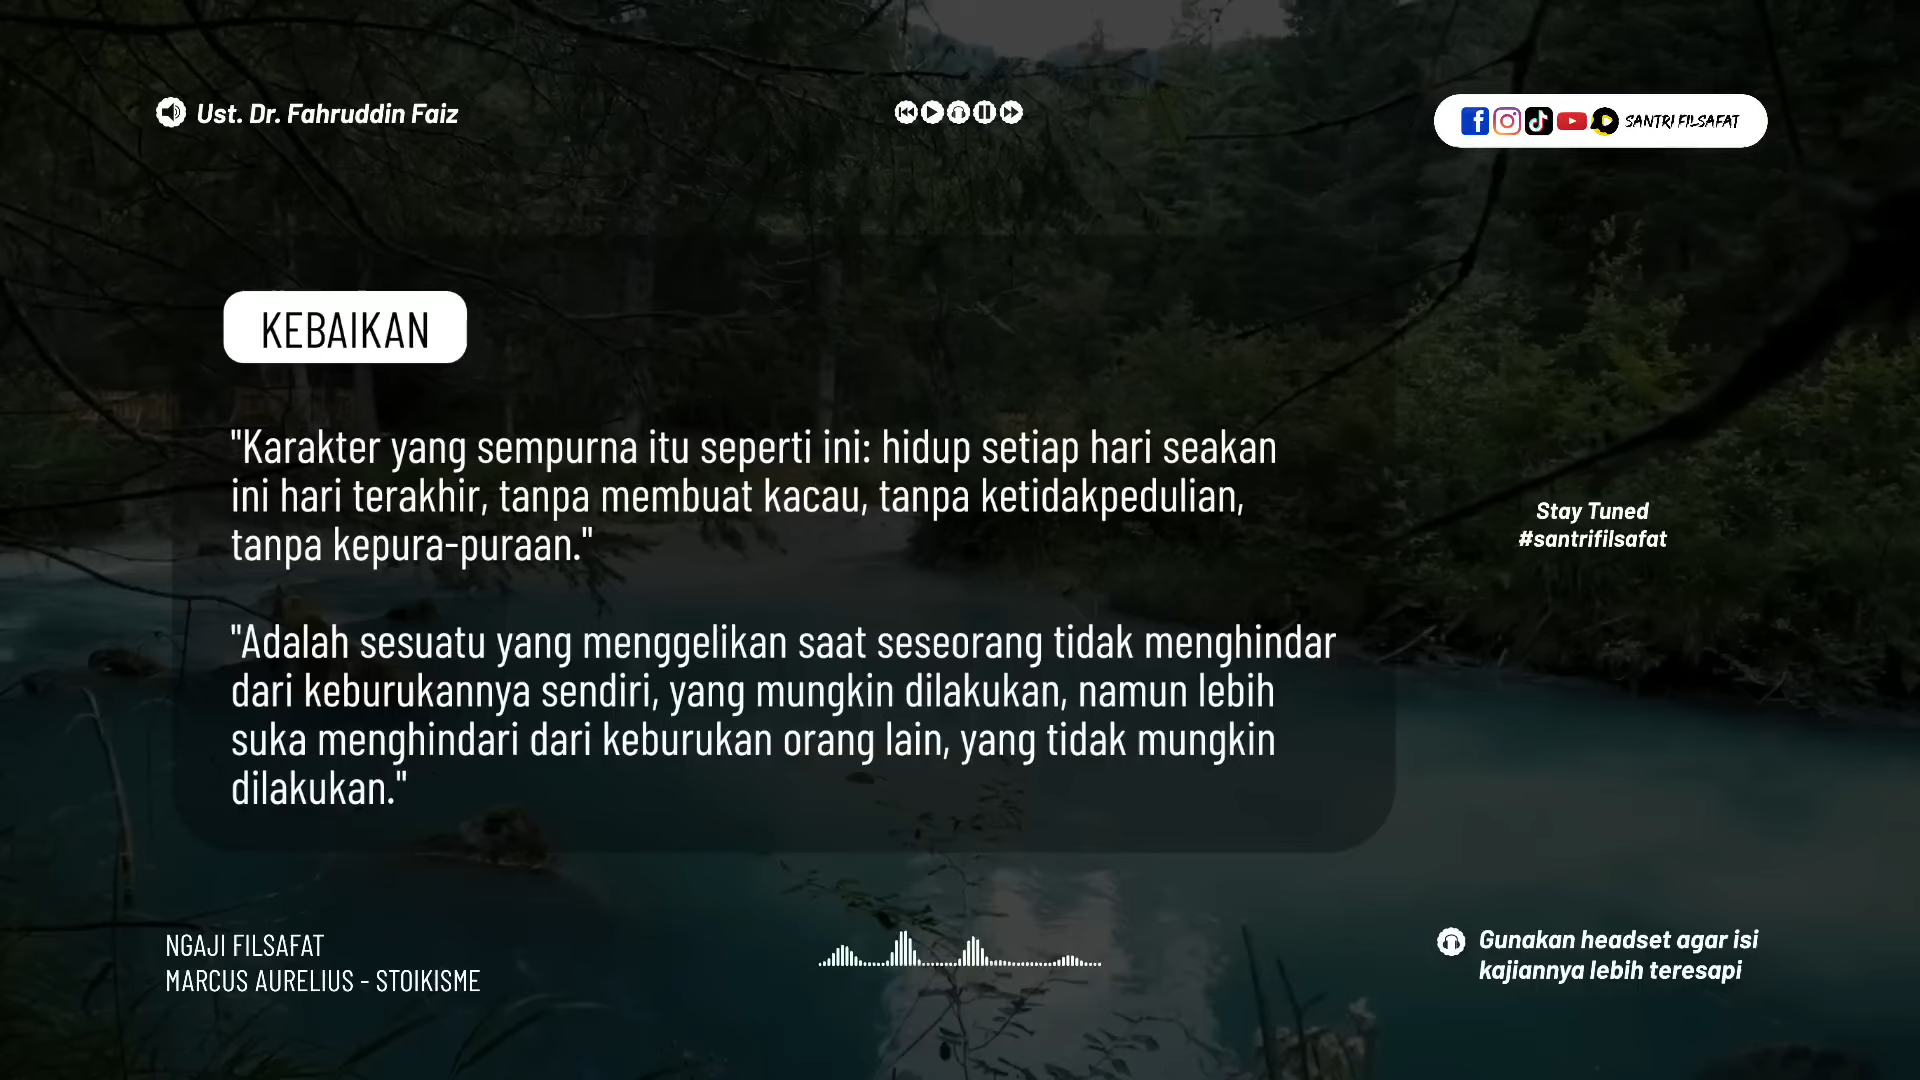 Ust. Dr. Fahruddin Faiz
SANTRI FILSAFAT
KEBAIKAN
"Karakter yang sempurna itu seperti ini: hidup setiap hari seakan
ini hari terakhir, tanpa membuat kacau, tanpa ketidakpedulian,
tanpa kepura-puraan."
"Adalah sesuatu yang menggelikan saat seseorang tidak menghindar
dari keburukannya sendiri, yang mungkin dilakukan, namun lebih
suka menghindari dari keburukan orang lain, yang tidak mungkin
dilakukan."
Stay Tuned
#santrifilsafat
NGAJI FILSAFAT
MARCUS AURELIUS - STOIKISME
Gunakan headset agar isi
kajiannya lebih teresapi